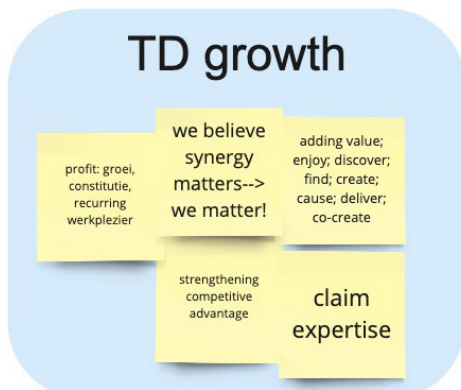 TD growth
profit: groei,
constitutie,
recurring
werkplezier
we believe
synergy
matters-->
we matter!
adding value;
enjoy; discover;
find; create;
cause; deliver;
co-create
strengthening
competitive
advantage
claim
expertise